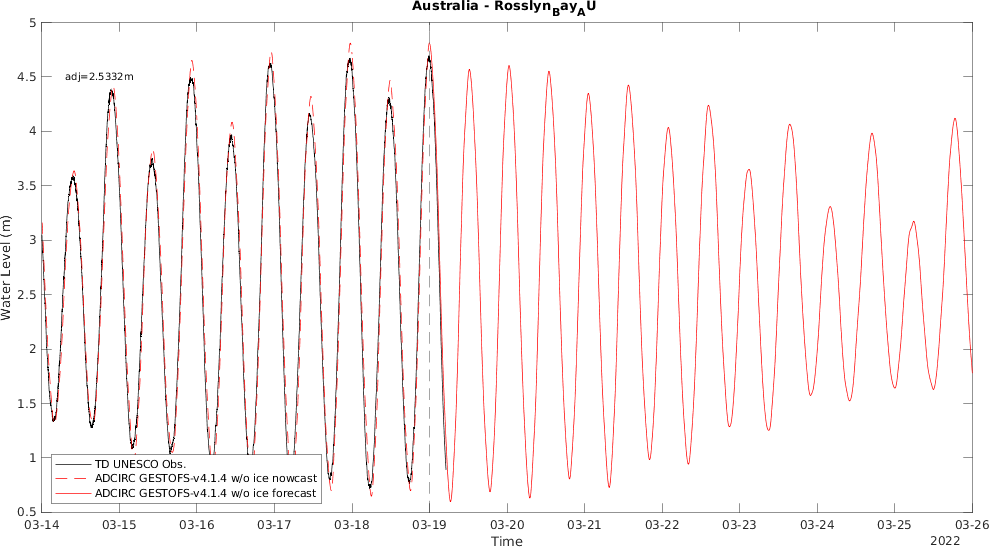 Australia - Rosslyn_Bay_AU
adj=2.5332m
5
4.5
4
3.5
3
2.5
2
1.5
1
0.5
Water Level (m)
TD UNESCO Obs.
ADCIRC GESTOFS-v4.1.4 w/o ice nowcast
ADCIRC GESTOFS-v4.1.4 w/o ice forecast
03-14 03-15 03-16 03-17 03-18 03-19 03-20 03-21 03-22 03-23 03-24 03-25 03-26
Time
2022